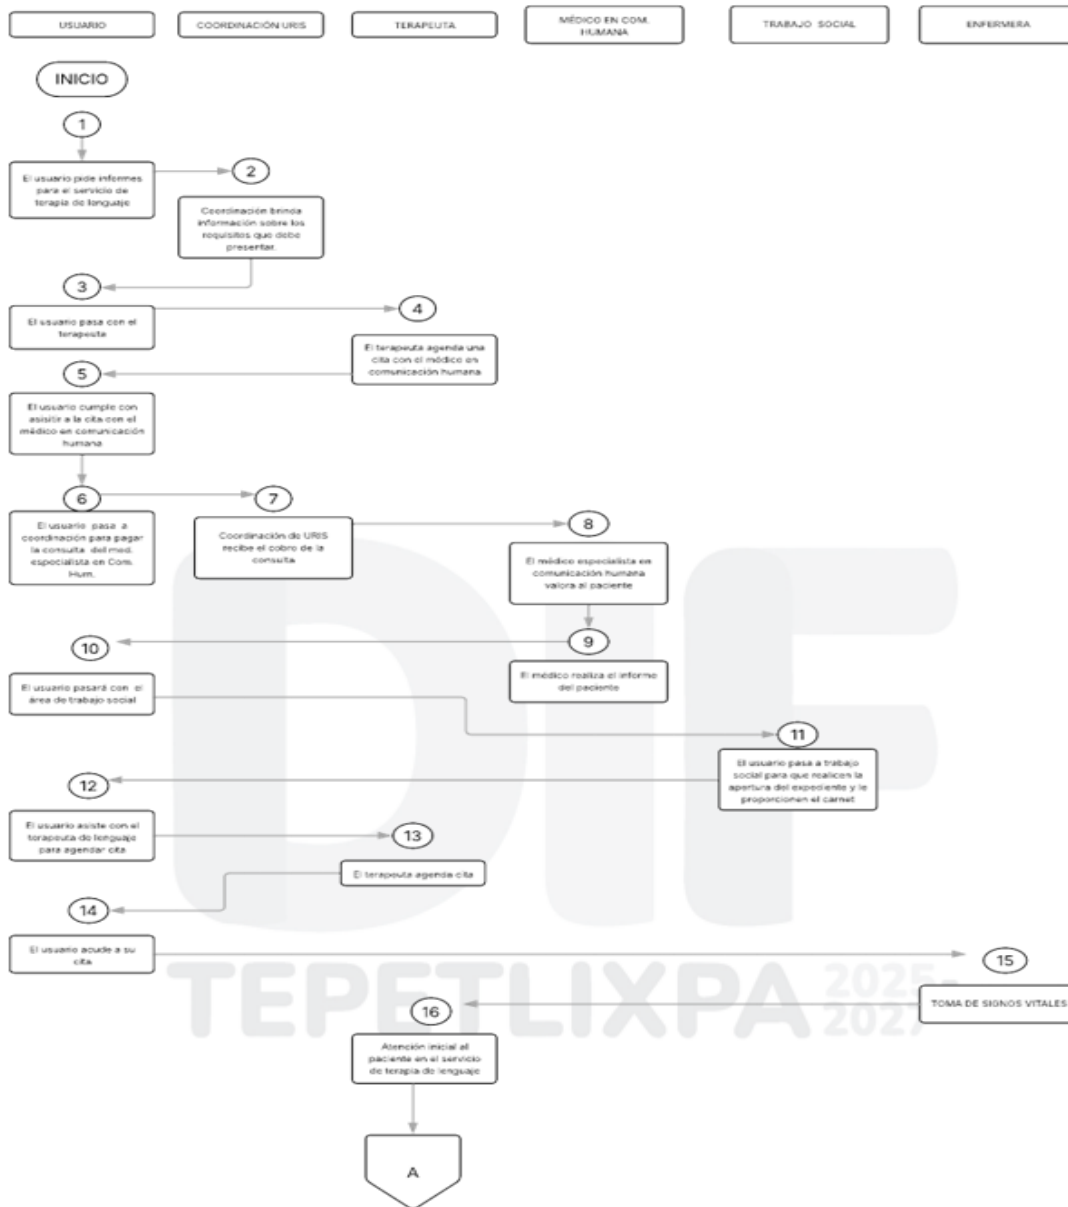 USUARIO
COORDINACIÓN URIS
TERAPEUTA
MÉDICO EN COM.
HUMANA
TRABAJO SOCIAL
ENFERMERA
INICIO
1
El usuario pide informes
para el servicio de
terapia de lenguaje
2
Coordinación brinda
información sobre los
requisitos que debe
presentar.
3
El usuario pasa con el
terapeuta
4
El terapeuta agenda una
cita con el médico en
comunicación humana
5
El usuario cumple con
asisitir a la cita con el
médico en comunicación
humana
6
El usuario pasa a
coordinación para pagar
la consulta del med.
especialista en Com.
Hum.
7
Coordinación de URIS
recibe el cobro de la
consulta
8
El médico especialista en
comunicación humana
valora al paciente
9
El médico realiza el informe
del paciente
10
El usuario pasará con el
área de trabajo social
11
El usuario pasa a trabajo
social para que realicen la
apertura del expediente y le
proporcionen el carnet
12
El usuario asiste con el
terapeuta de lenguaje
para agendar cita
13
El terapeuta agenda cita
14
El usuario acude a su
cita
15
TOMA DE SIGNOS VITALES
16
Atención inicial al
paciente en el servicio
de terapia de lenguaje
A
DIF
TEPETLIXPA
2025-
2027